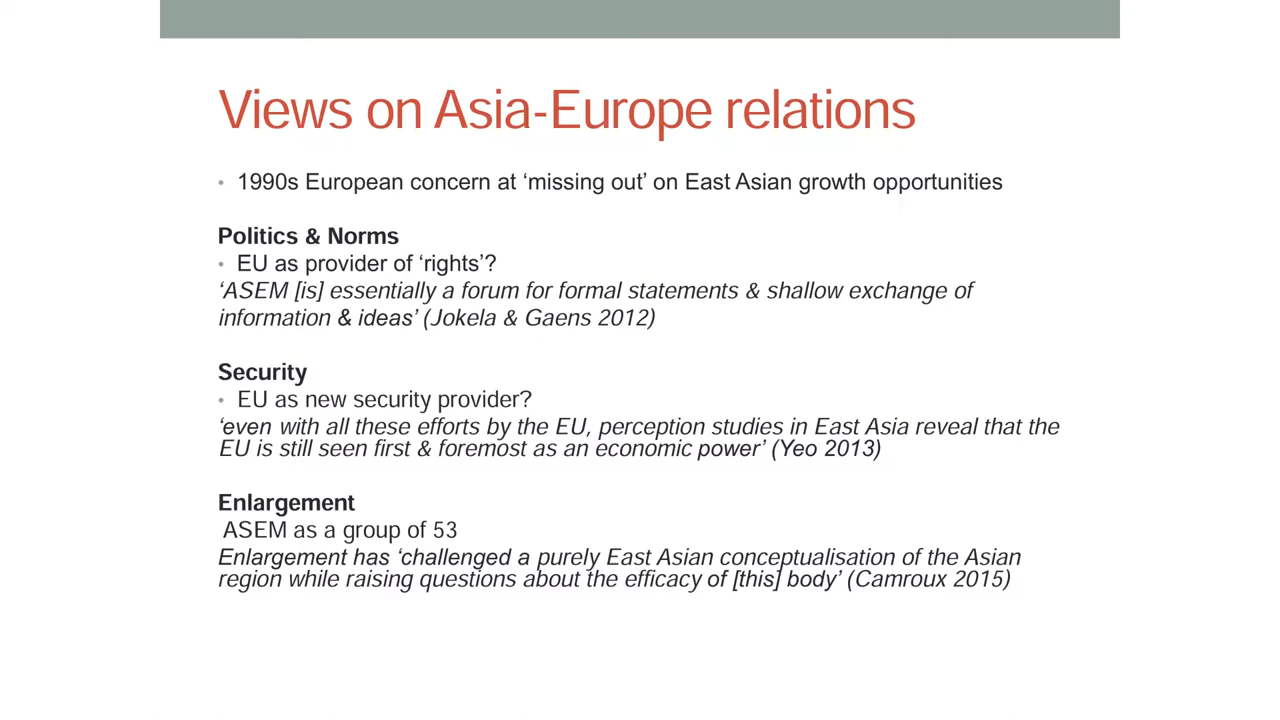 Views on Asia-Europe relations
• 1990s European concern at ‘missing out’ on East Asian growth opportunities
Politics & Norms
• EU as provider of ‘rights’?
‘ASEM [is] essentially a forum for formal statements & shallow exchange of
information & ideas’ (Jokela & Gaens 2012)
Security
• EU as new security provider?
‘even with all these efforts by the EU, perception studies in East Asia reveal that the
EU is still seen first & foremost as an economic power’ (Yeo 2013)
Enlargement
ASEM as a group of 53
Enlargement has ‘challenged a purely East Asian conceptualisation of the Asian
region while raising questions about the efficacy of [this] body’ (Camroux 2015)